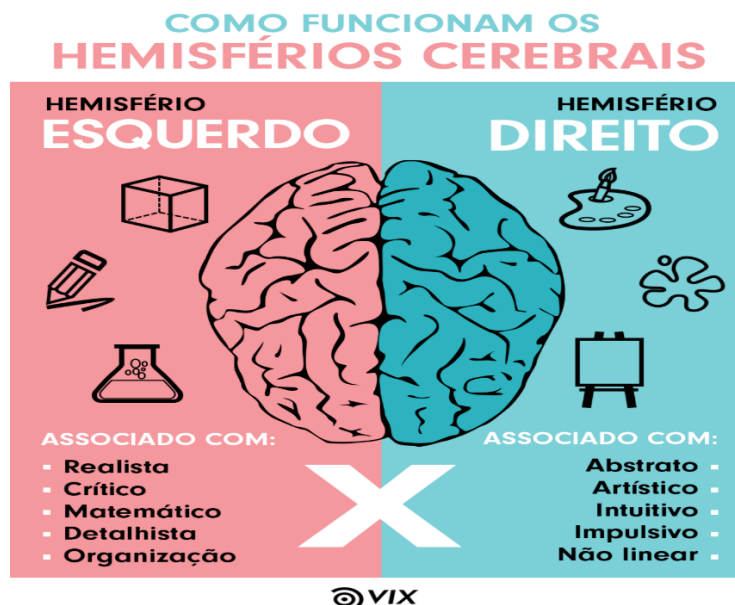 COMO FUNCIONAM OS
HEMISFÉRIOS CEREBRAIS
HEMISFÉRIO
ESQUERDO
ASSOCIADO COM:
Realista
Crítico
Matemático
Detalhista
Organização
X
HEMISFÉRIO
DIREITO
ASSOCIADO COM:
Abstrato
Artístico
Intuitivo
Impulsivo
Não linear
VIX